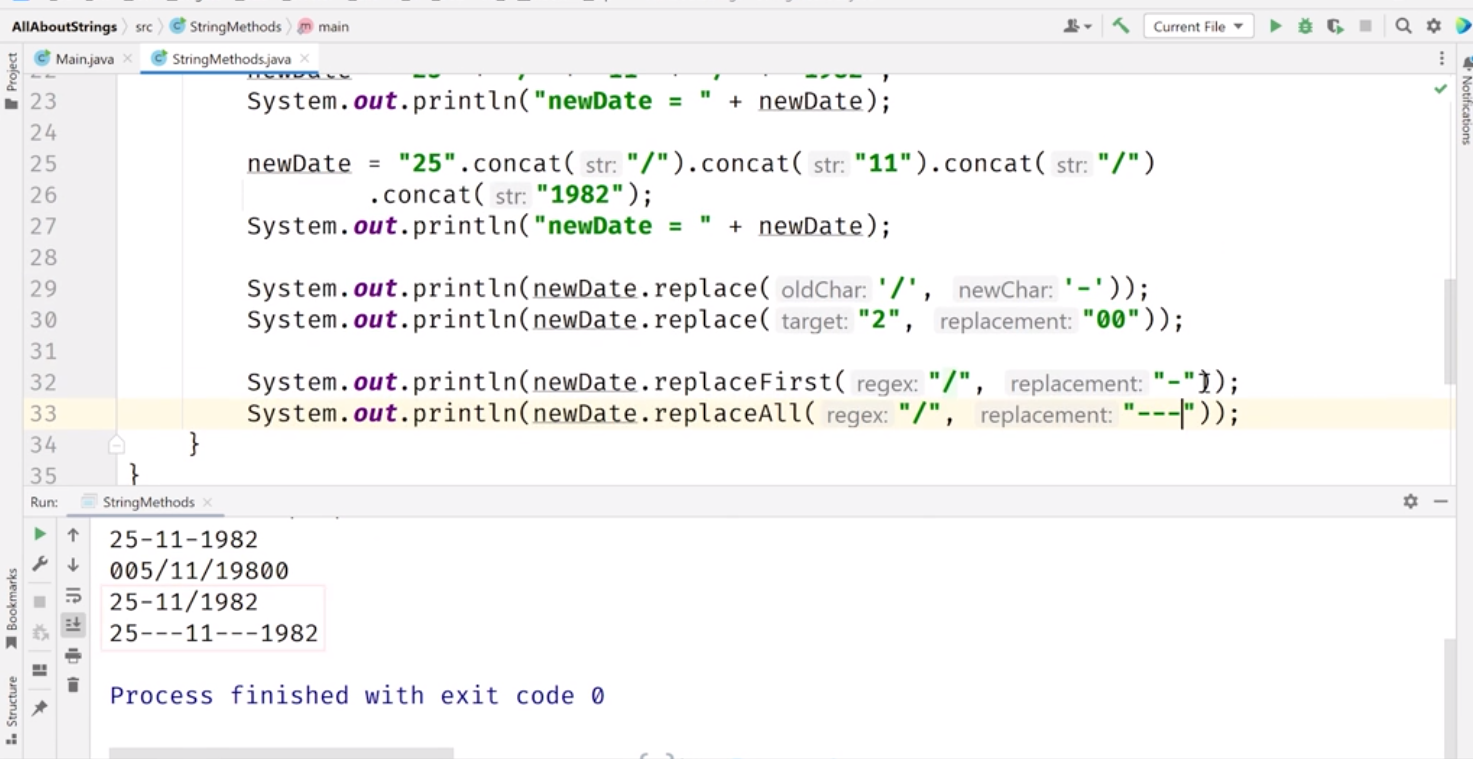 AllAboutStrings src StringMethods main Current File
Project Main.java StringMethods.java
23 System.out.println("newDate = " + newDate);
24
25 newDate = "25".concat( str: "/").concat( str: "11").concat( str: "/")
26 .concat( str: "1982");
27 System.out.println("newDate = " + newDate);
28
29 System.out.println(newDate.replace( oldChar: '/', newChar: '-'));
30 System.out.println(newDate.replace( target: "2", replacement: "00"));
31
32 System.out.println(newDate.replaceFirst( regex: "/", replacement: "-"));
33 System.out.println(newDate.replaceAll( regex: "/", replacement: "---"));
34 }
35 }
Notifications
Run: StringMethods
25-11-1982
005/11/19800
25-11/1982
25---11---1982
Process finished with exit code 0
Bookmarks
Structure